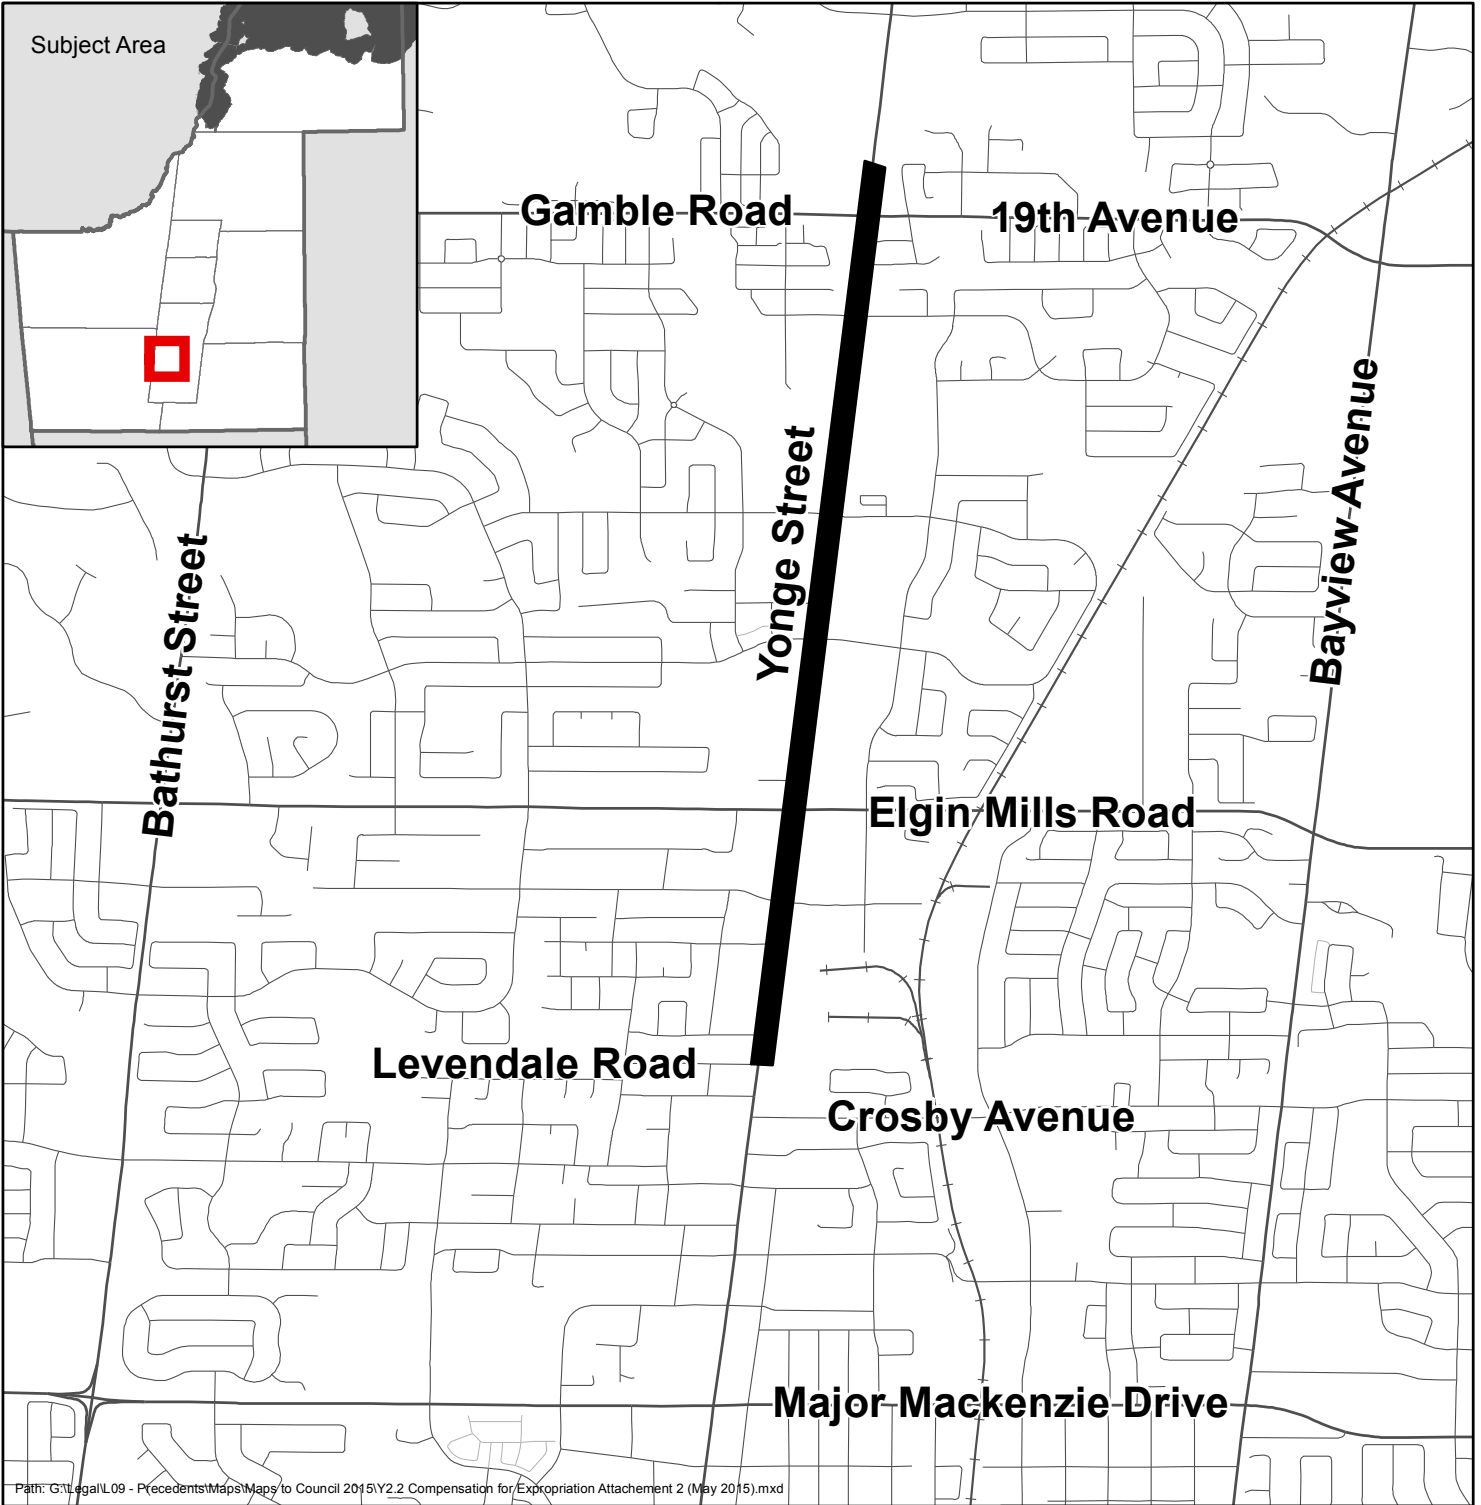 Subject Area
Gamble Road
19th Avenue
Yonge Street
Bayview Avenue
Bathurst Street
Elgin Mills Road
Levendale Road
Crosby Avenue
Major Mackenzie Drive
Path: G:\Legal\L09 - Precedents\Maps\Maps to Council 2015\Y2.2 Compensation for Expropriation Attachement 2 (May 2015).mxd